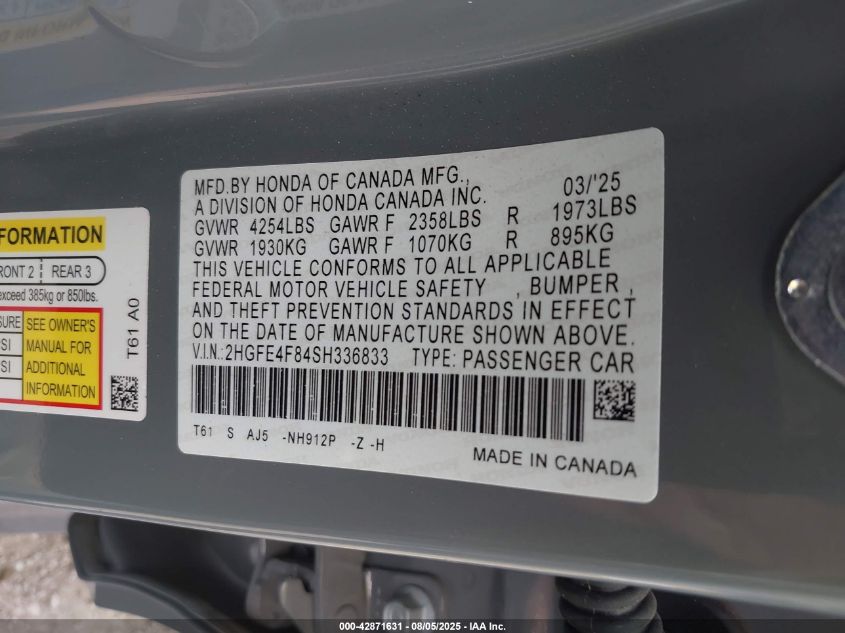 MFD.BY HONDA OF CANADA MFG., 03/'25
A DIVISION OF HONDA CANADA INC.
GVWR 4254LBS GAWR F 2358LBS R 1973LBS
GVWR 1930KG GAWR F 1070KG R 895KG
THIS VEHICLE CONFORMS TO ALL APPLICABLE
FEDERAL MOTOR VEHICLE SAFETY , BUMPER ,
AND THEFT PREVENTION STANDARDS IN EFFECT
ON THE DATE OF MANUFACTURE SHOWN ABOVE.
V.I.N.:2HGFE4F84SH336833 TYPE: PASSENGER CAR
T61 S AJ5 -NH912P -Z -H
MADE IN CANADA
FORMATION
RONT 2 REAR 3
exceed 385kg or 850lbs.
SURE SEE OWNER'S
SI MANUAL FOR
SI ADDITIONAL
INFORMATION
T61 A0
000-42871631 - 08/05/2025 - IAA Inc.